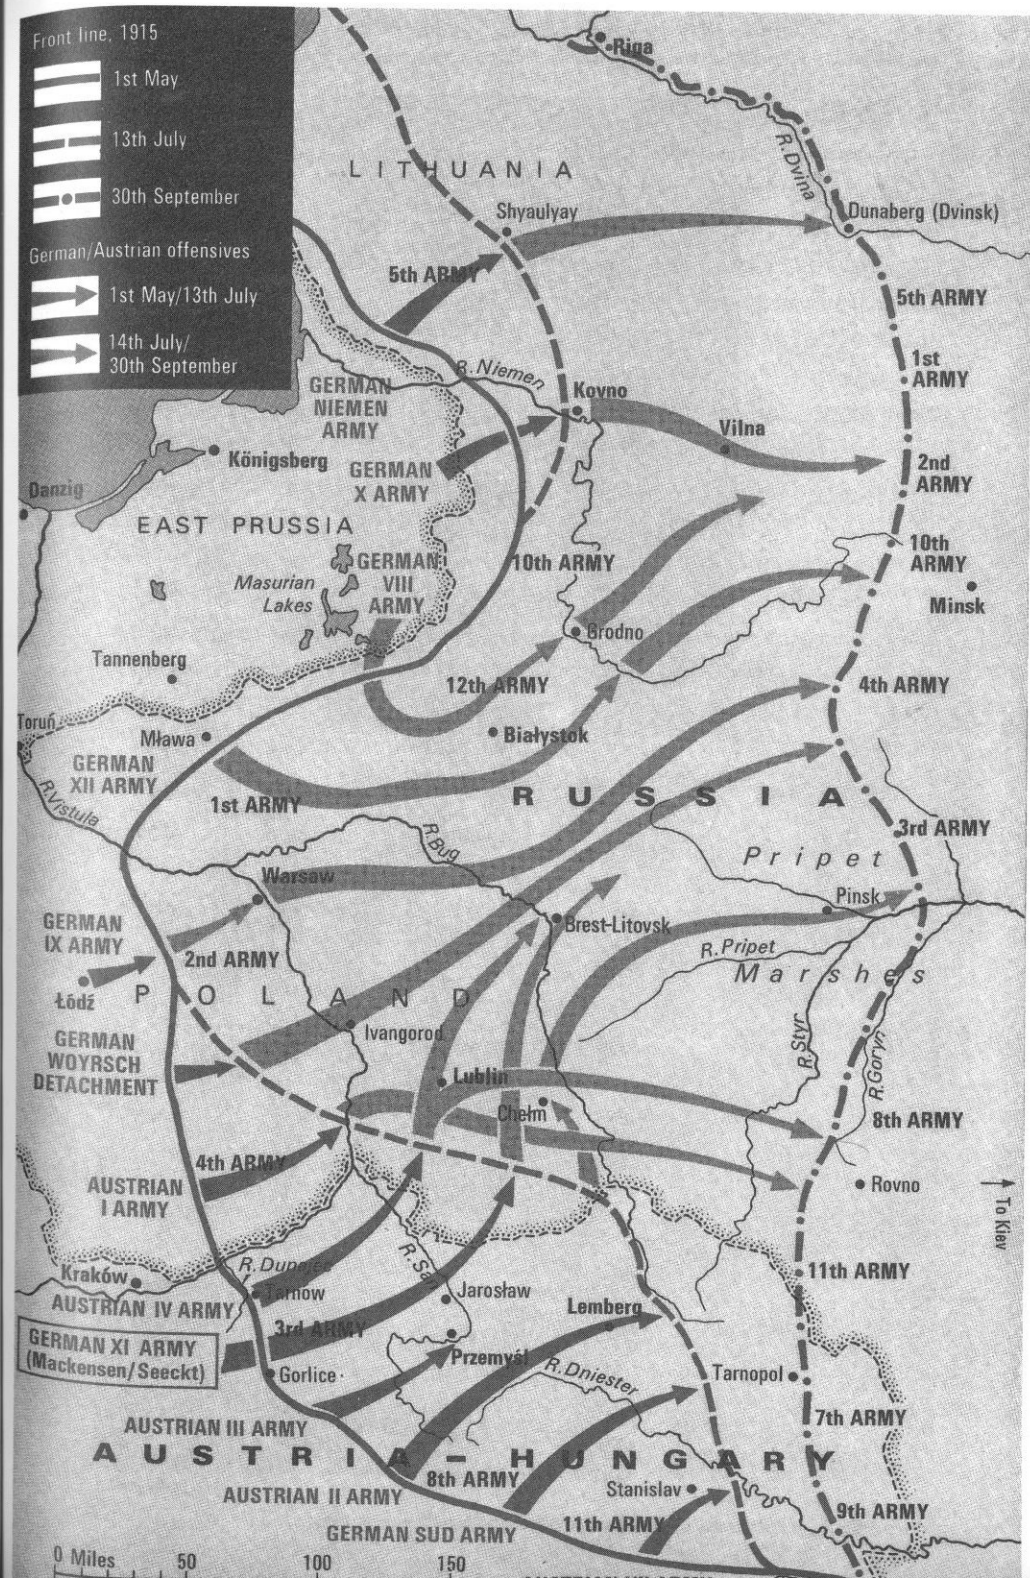 Front line, 1915
1st May
13th July
30th September
German/Austrian offensives
1st May/13th July
14th July/
30th September
Riga
R.Dvina
LITHUANIA
Shyaulyay
Dunaberg (Dvinsk)
5th ARMY
5th ARMY
R.Niemen
1st
ARMY
GERMAN
NIEMEN
ARMY
Kovno
Vilna
Königsberg
GERMAN
X ARMY
2nd
ARMY
Danzig
EAST PRUSSIA
10th ARMY
10th
ARMY
GERMAN
VIII
ARMY
Masurian
Lakes
Minsk
Grodno
Tannenberg
12th ARMY
4th ARMY
Toruń
Mława
Białystok
GERMAN
XII ARMY
1st ARMY
RUSSIA
R.Vistula
R.Bug
3rd ARMY
Pripet
Warsaw
Pinsk
GERMAN
IX ARMY
Brest-Litovsk
2nd ARMY
R.Pripet
Marshes
Łódź
POLAND
Ivangorod
GERMAN
WOYRSCH
DETACHMENT
R.Styr
R.Goryn
Lublin
Chełm
8th ARMY
4th ARMY
AUSTRIAN
I ARMY
Rovno
To Kiev
R.Dunajec
R.Sa
Kraków
11th ARMY
Tarnow
AUSTRIAN IV ARMY
Jarosław
Lemberg
3rd ARMY
GERMAN XI ARMY
(Mackensen/Seeckt)
Przemyśl
Gorlice
R.Dniester
Tarnopol
AUSTRIAN III ARMY
7th ARMY
AUSTRIA-HUNGARY
8th ARMY
Stanislav
AUSTRIAN II ARMY
11th ARMY
9th ARMY
GERMAN SUD ARMY
0 Miles 50 100 150